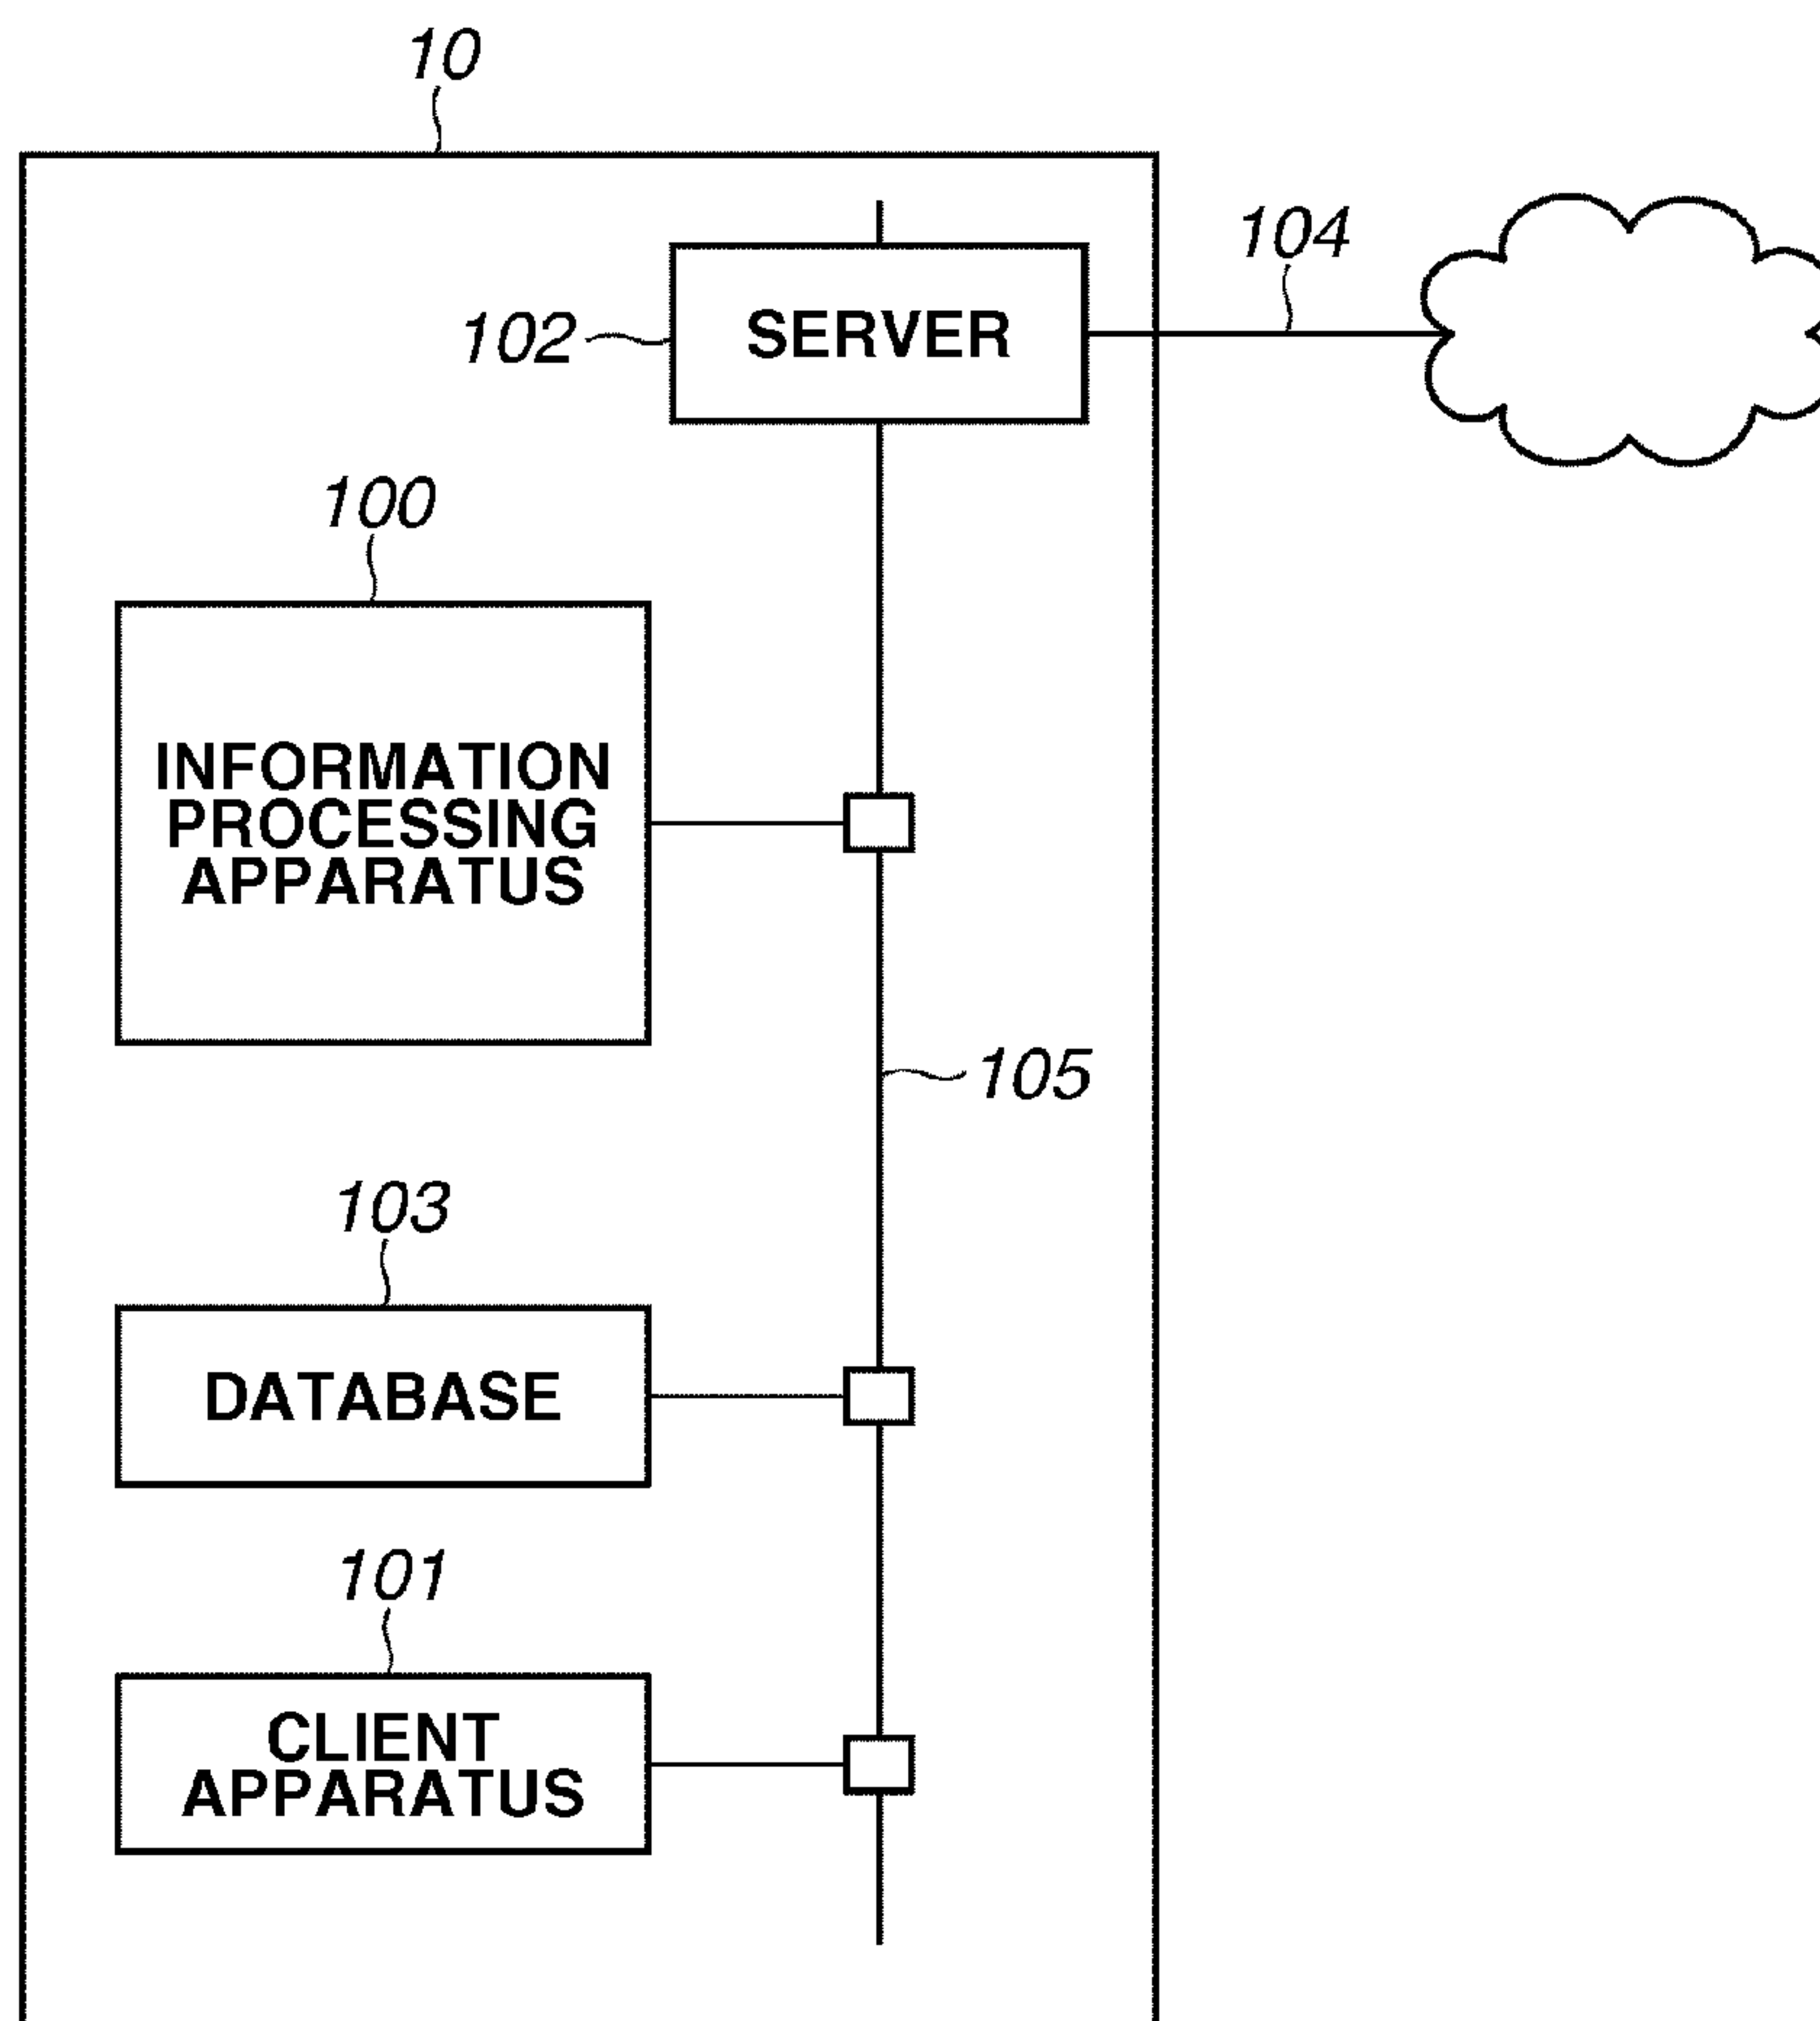 10
104
102
SERVER
100
INFORMATION
PROCESSING
APPARATUS
105
103
DATABASE
101
CLIENT
APPARATUS